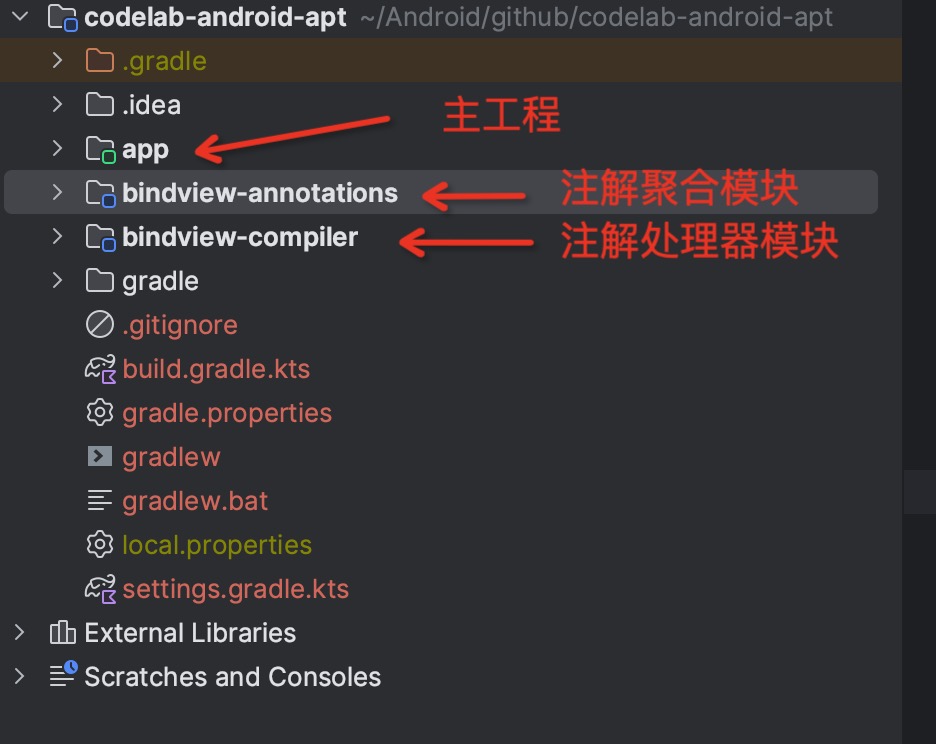 codelab-android-apt ~/Android/github/codelab-android-apt
.gradle
.idea
主工程
app
bindview-annotations
注解聚合模块
bindview-compiler
注解处理器模块
gradle
.gitignore
build.gradle.kts
gradle.properties
gradlew
gradlew.bat
local.properties
settings.gradle.kts
External Libraries
Scratches and Consoles